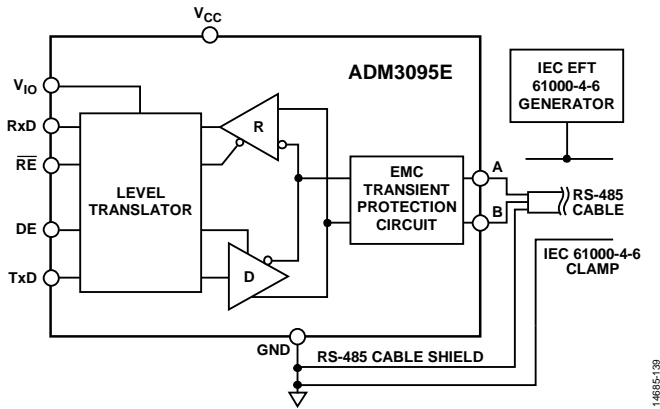 VCC
ADM3095E
IEC EFT
61000-4-6
GENERATOR
VIO
RxD
RE
DE
TxD
LEVEL
TRANSLATOR
R
D
EMC
TRANSIENT
PROTECTION
CIRCUIT
A
B
RS-485
CABLE
IEC 61000-4-6
CLAMP
GND
RS-485 CABLE SHIELD
14685-139